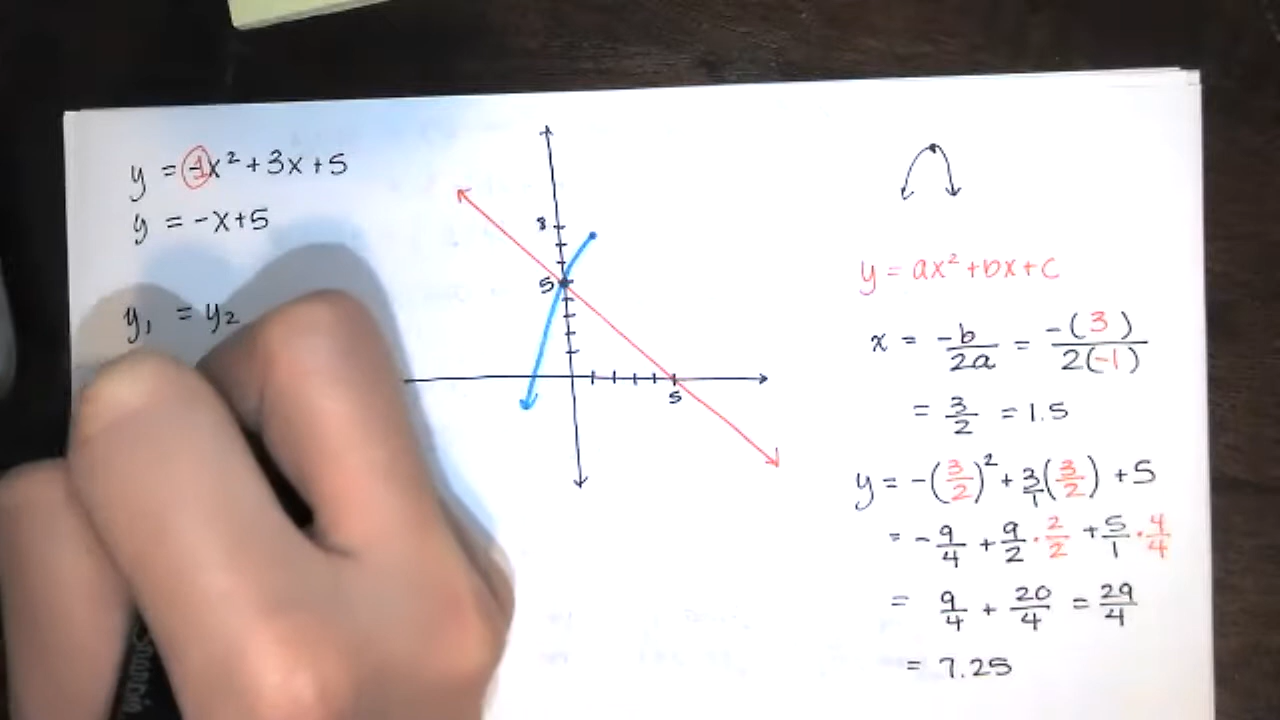 y = -1x² + 3x + 5
y = -x+5
y₁ = y₂
8
5
5
y = ax² + bx + c
x = -b/2a = -(3)/2(-1)
= 3/2 = 1.5
y = -(3/2)² + 3/1(3/2) + 5
= -9/4 + 9/2 · 2/2 + 5/1 · 4/4
= 9/4 + 20/4 = 29/4
= 7.25